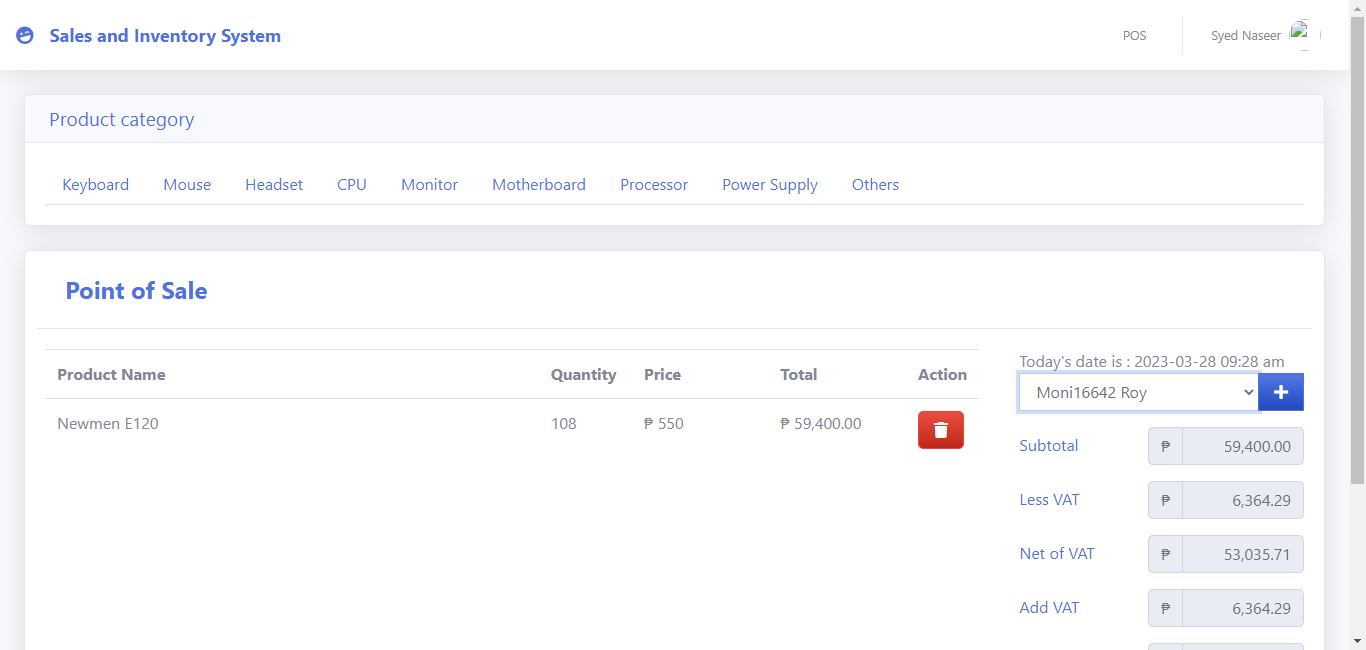 Sales and Inventory System
POS
Syed Naseer
Product category
Keyboard Mouse Headset CPU Monitor Motherboard Processor Power Supply Others
Point of Sale
Product Name Quantity Price Total Action
Newmen E120 108 ₱ 550 ₱ 59,400.00
Today's date is : 2023-03-28 09:28 am
Moni16642 Roy
Subtotal ₱ 59,400.00
Less VAT ₱ 6,364.29
Net of VAT ₱ 53,035.71
Add VAT ₱ 6,364.29